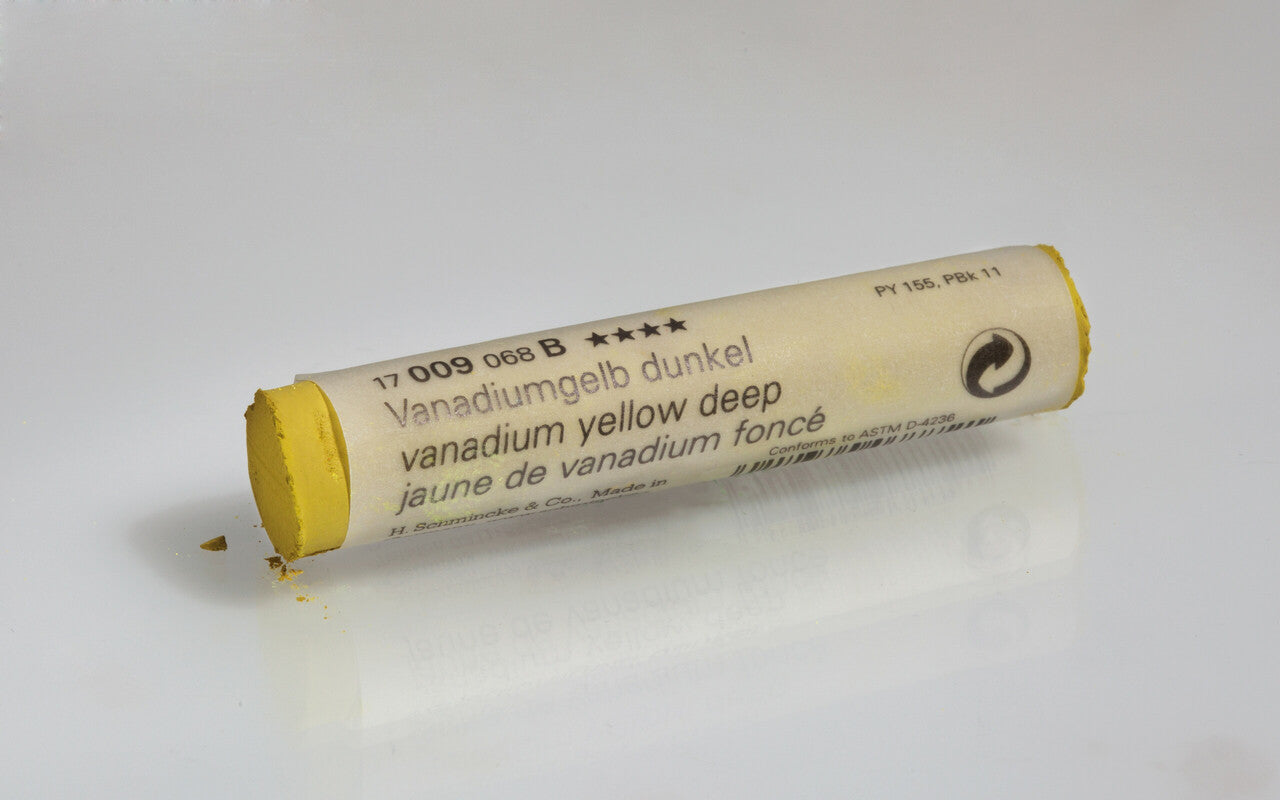 17 009 068 B ★★★★
Vanadiumgelb dunkel
vanadium yellow deep
jaune de vanadium foncé
H. Schmincke & Co., Made in
PY 155, PBk 11
Conforms to ASTM D-4236